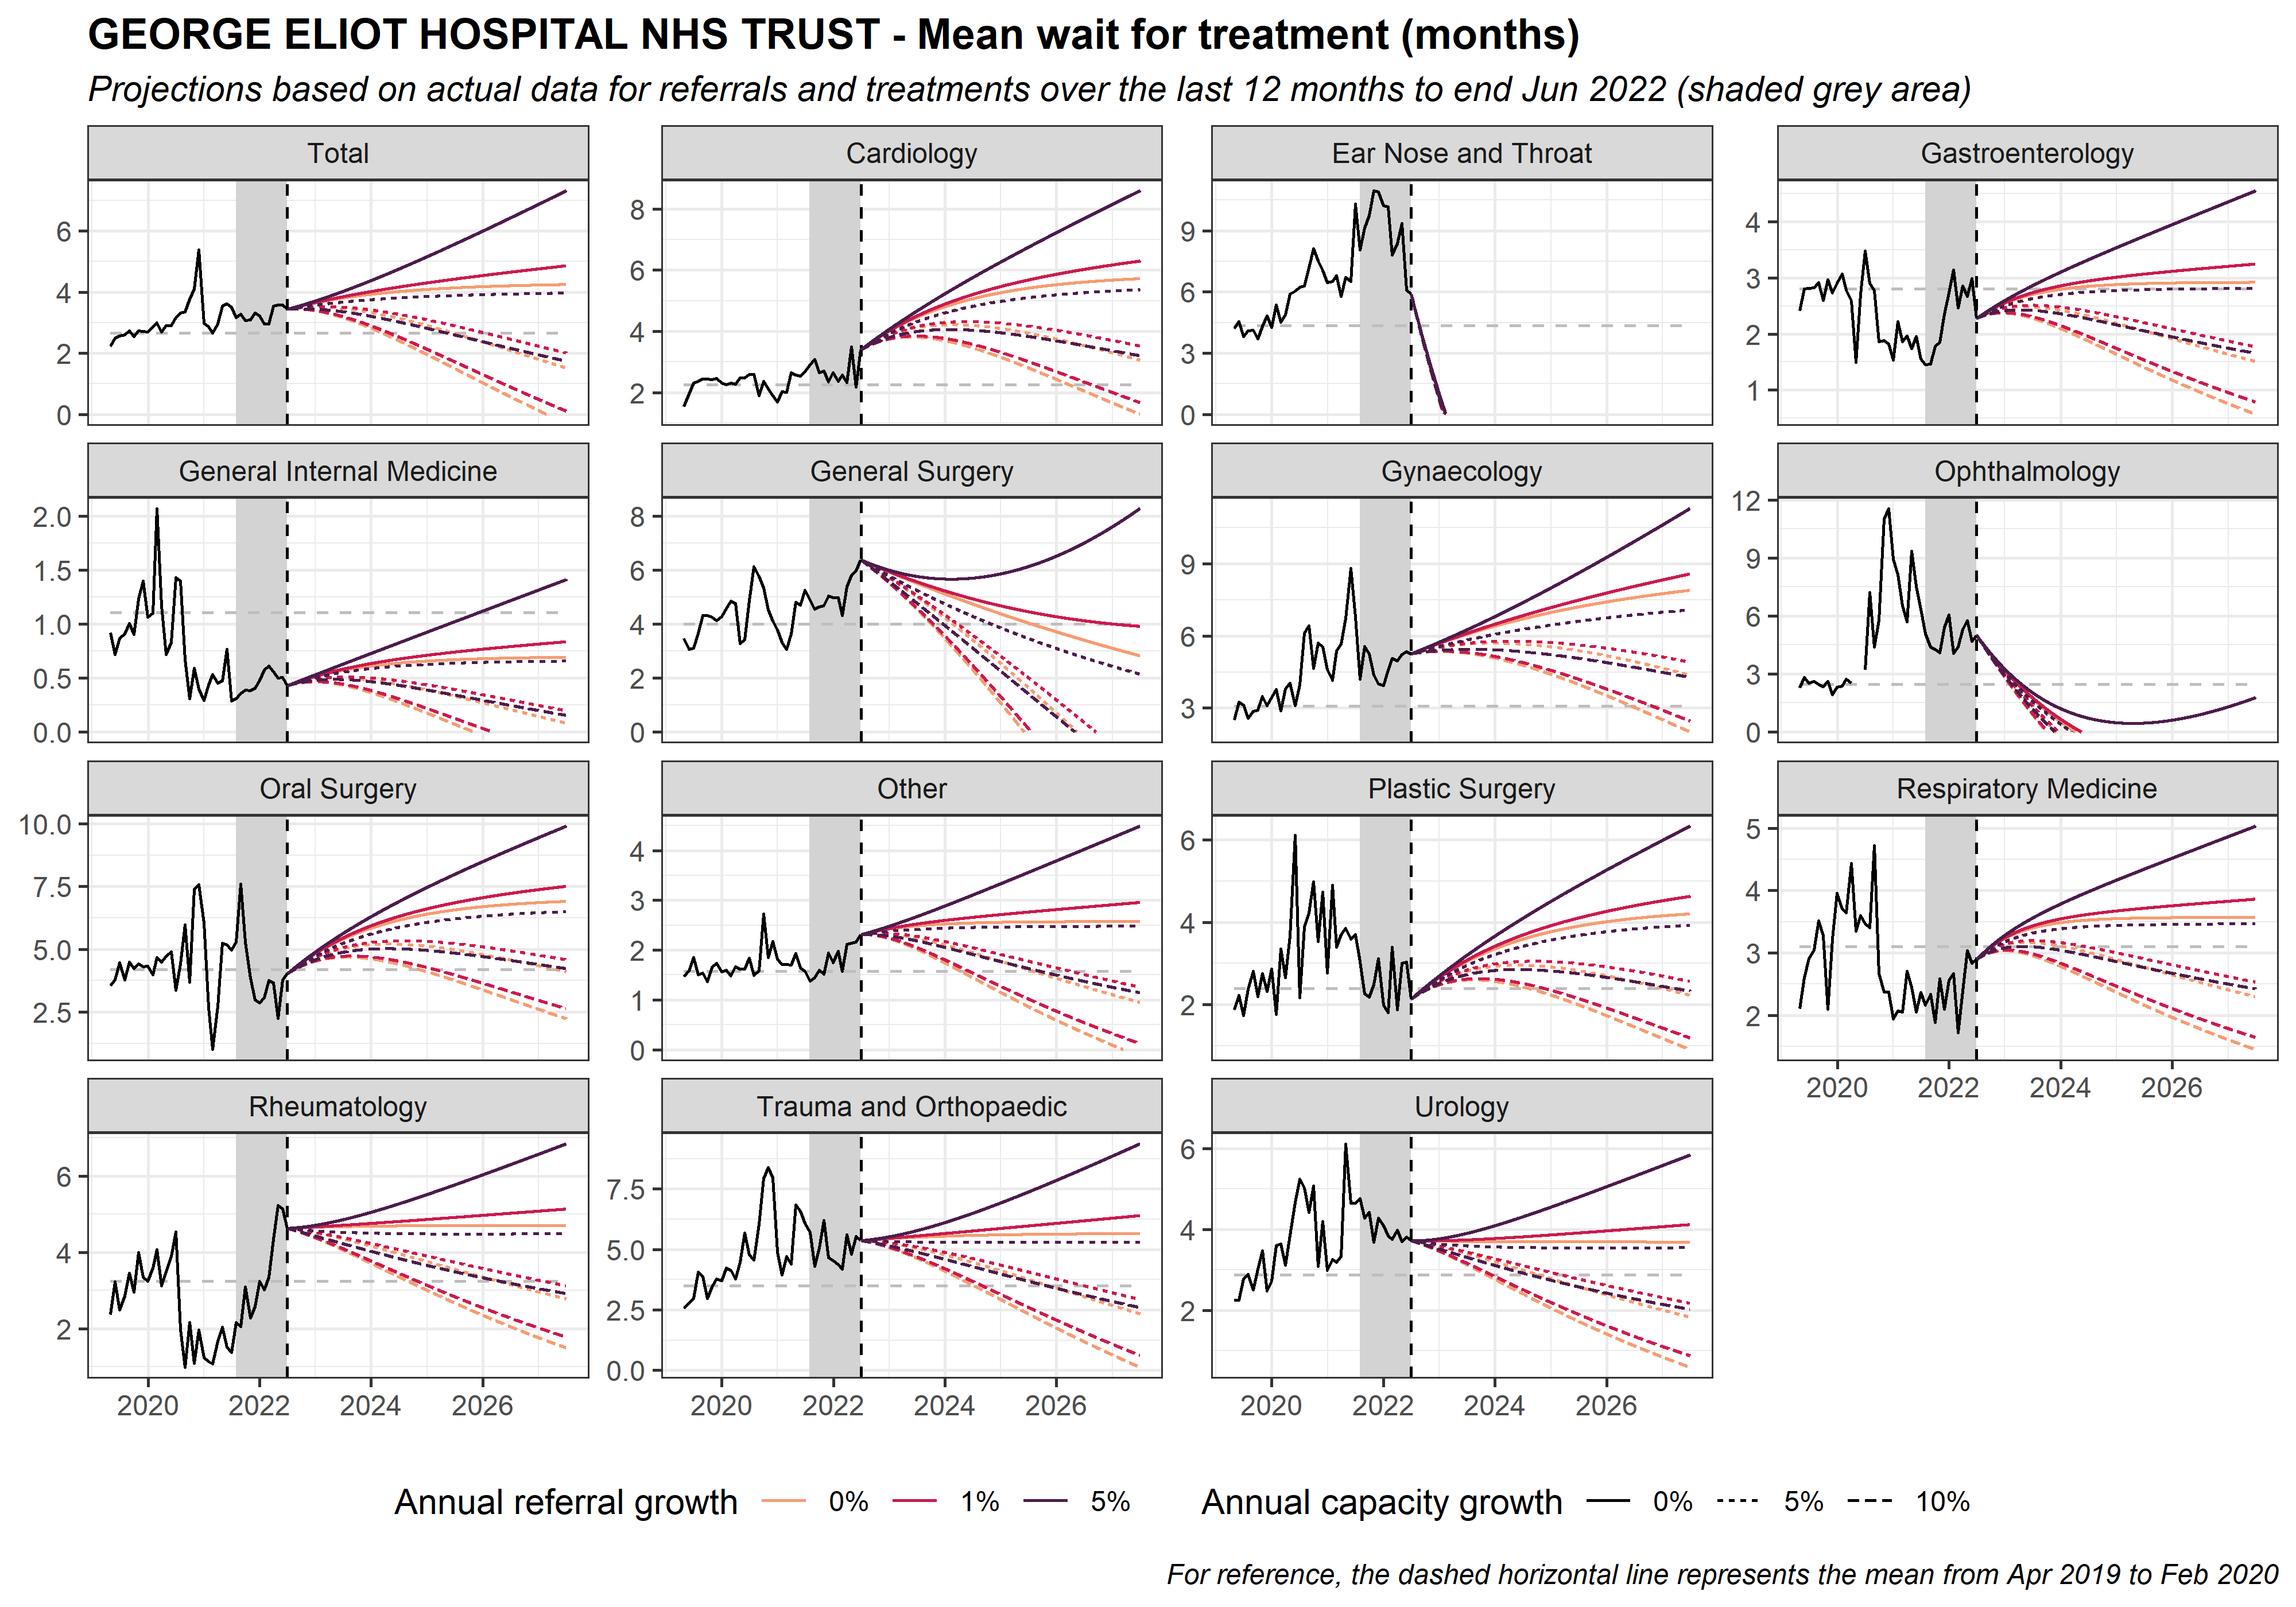 GEORGE ELIOT HOSPITAL NHS TRUST - Mean wait for treatment (months)
Projections based on actual data for referrals and treatments over the last 12 months to end Jun 2022 (shaded grey area)
Total
Cardiology
Ear Nose and Throat
Gastroenterology
6
4
2
0
8
6
4
2
9
6
3
0
4
3
2
1
General Internal Medicine
General Surgery
Gynaecology
Ophthalmology
2.0
1.5
1.0
0.5
0.0
8
6
4
2
0
9
6
3
12
9
6
3
0
Oral Surgery
Other
Plastic Surgery
Respiratory Medicine
10.0
7.5
5.0
2.5
4
3
2
1
0
6
4
2
5
4
3
2
2020 2022 2024 2026
Rheumatology
Trauma and Orthopaedic
Urology
6
4
2
7.5
5.0
2.5
0.0
6
4
2
2020 2022 2024 2026
2020 2022 2024 2026
2020 2022 2024 2026
Annual referral growth 0% 1% 5%
Annual capacity growth 0% 5% 10%
For reference, the dashed horizontal line represents the mean from Apr 2019 to Feb 2020